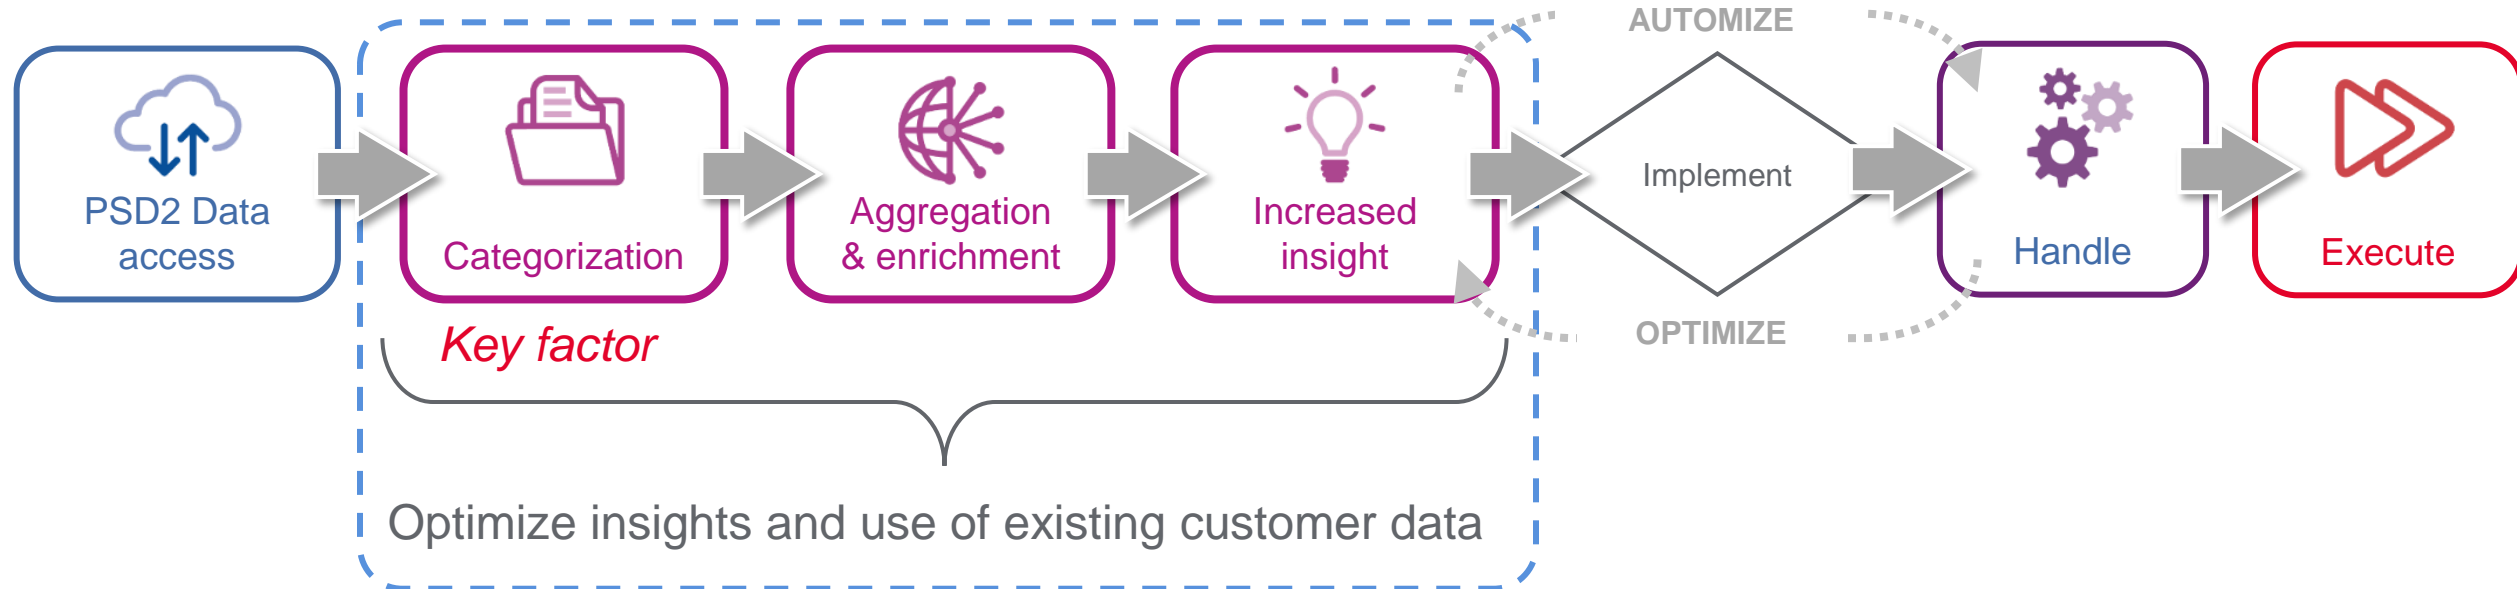 AUTOMIZE
PSD2 Data
access
Categorization
Aggregation
& enrichment
Increased
insight
Implement
Handle
Execute
Key factor
OPTIMIZE
Optimize insights and use of existing customer data